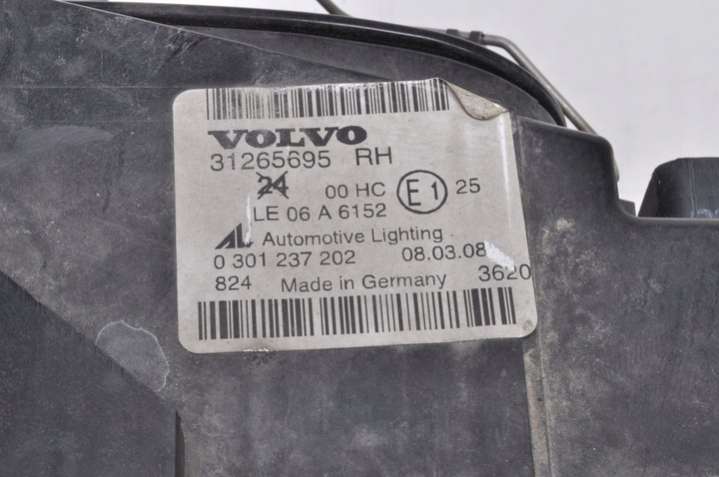 VOLVO
31265695 RH
24 00 HC E1 25
LE 06 A 6152
AL Automotive Lighting
0 301 237 202 08.03.08
824 Made in Germany 3620